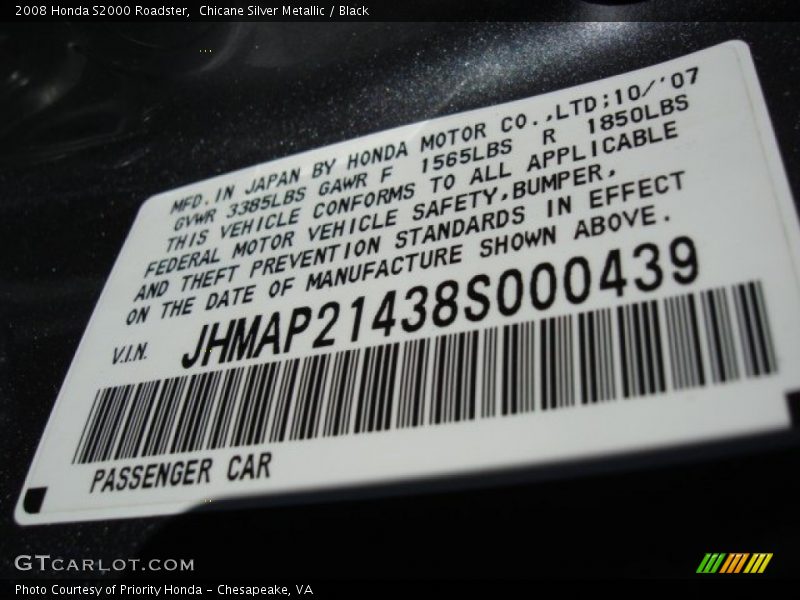 2008 Honda S2000 Roadster,  Chicane Silver Metallic / Black
MFD. IN JAPAN BY HONDA MOTOR CO.,LTD;10/'07
GVWR 3385LBS GAWR F 1565LBS R 1850LBS
THIS VEHICLE CONFORMS TO ALL APPLICABLE
FEDERAL MOTOR VEHICLE SAFETY,BUMPER,
AND THEFT PREVENTION STANDARDS IN EFFECT
ON THE DATE OF MANUFACTURE SHOWN ABOVE.
V.I.N. JHMAP21438S000439
PASSENGER CAR
GTCARLOT.COM
Photo Courtesy of Priority Honda - Chesapeake, VA